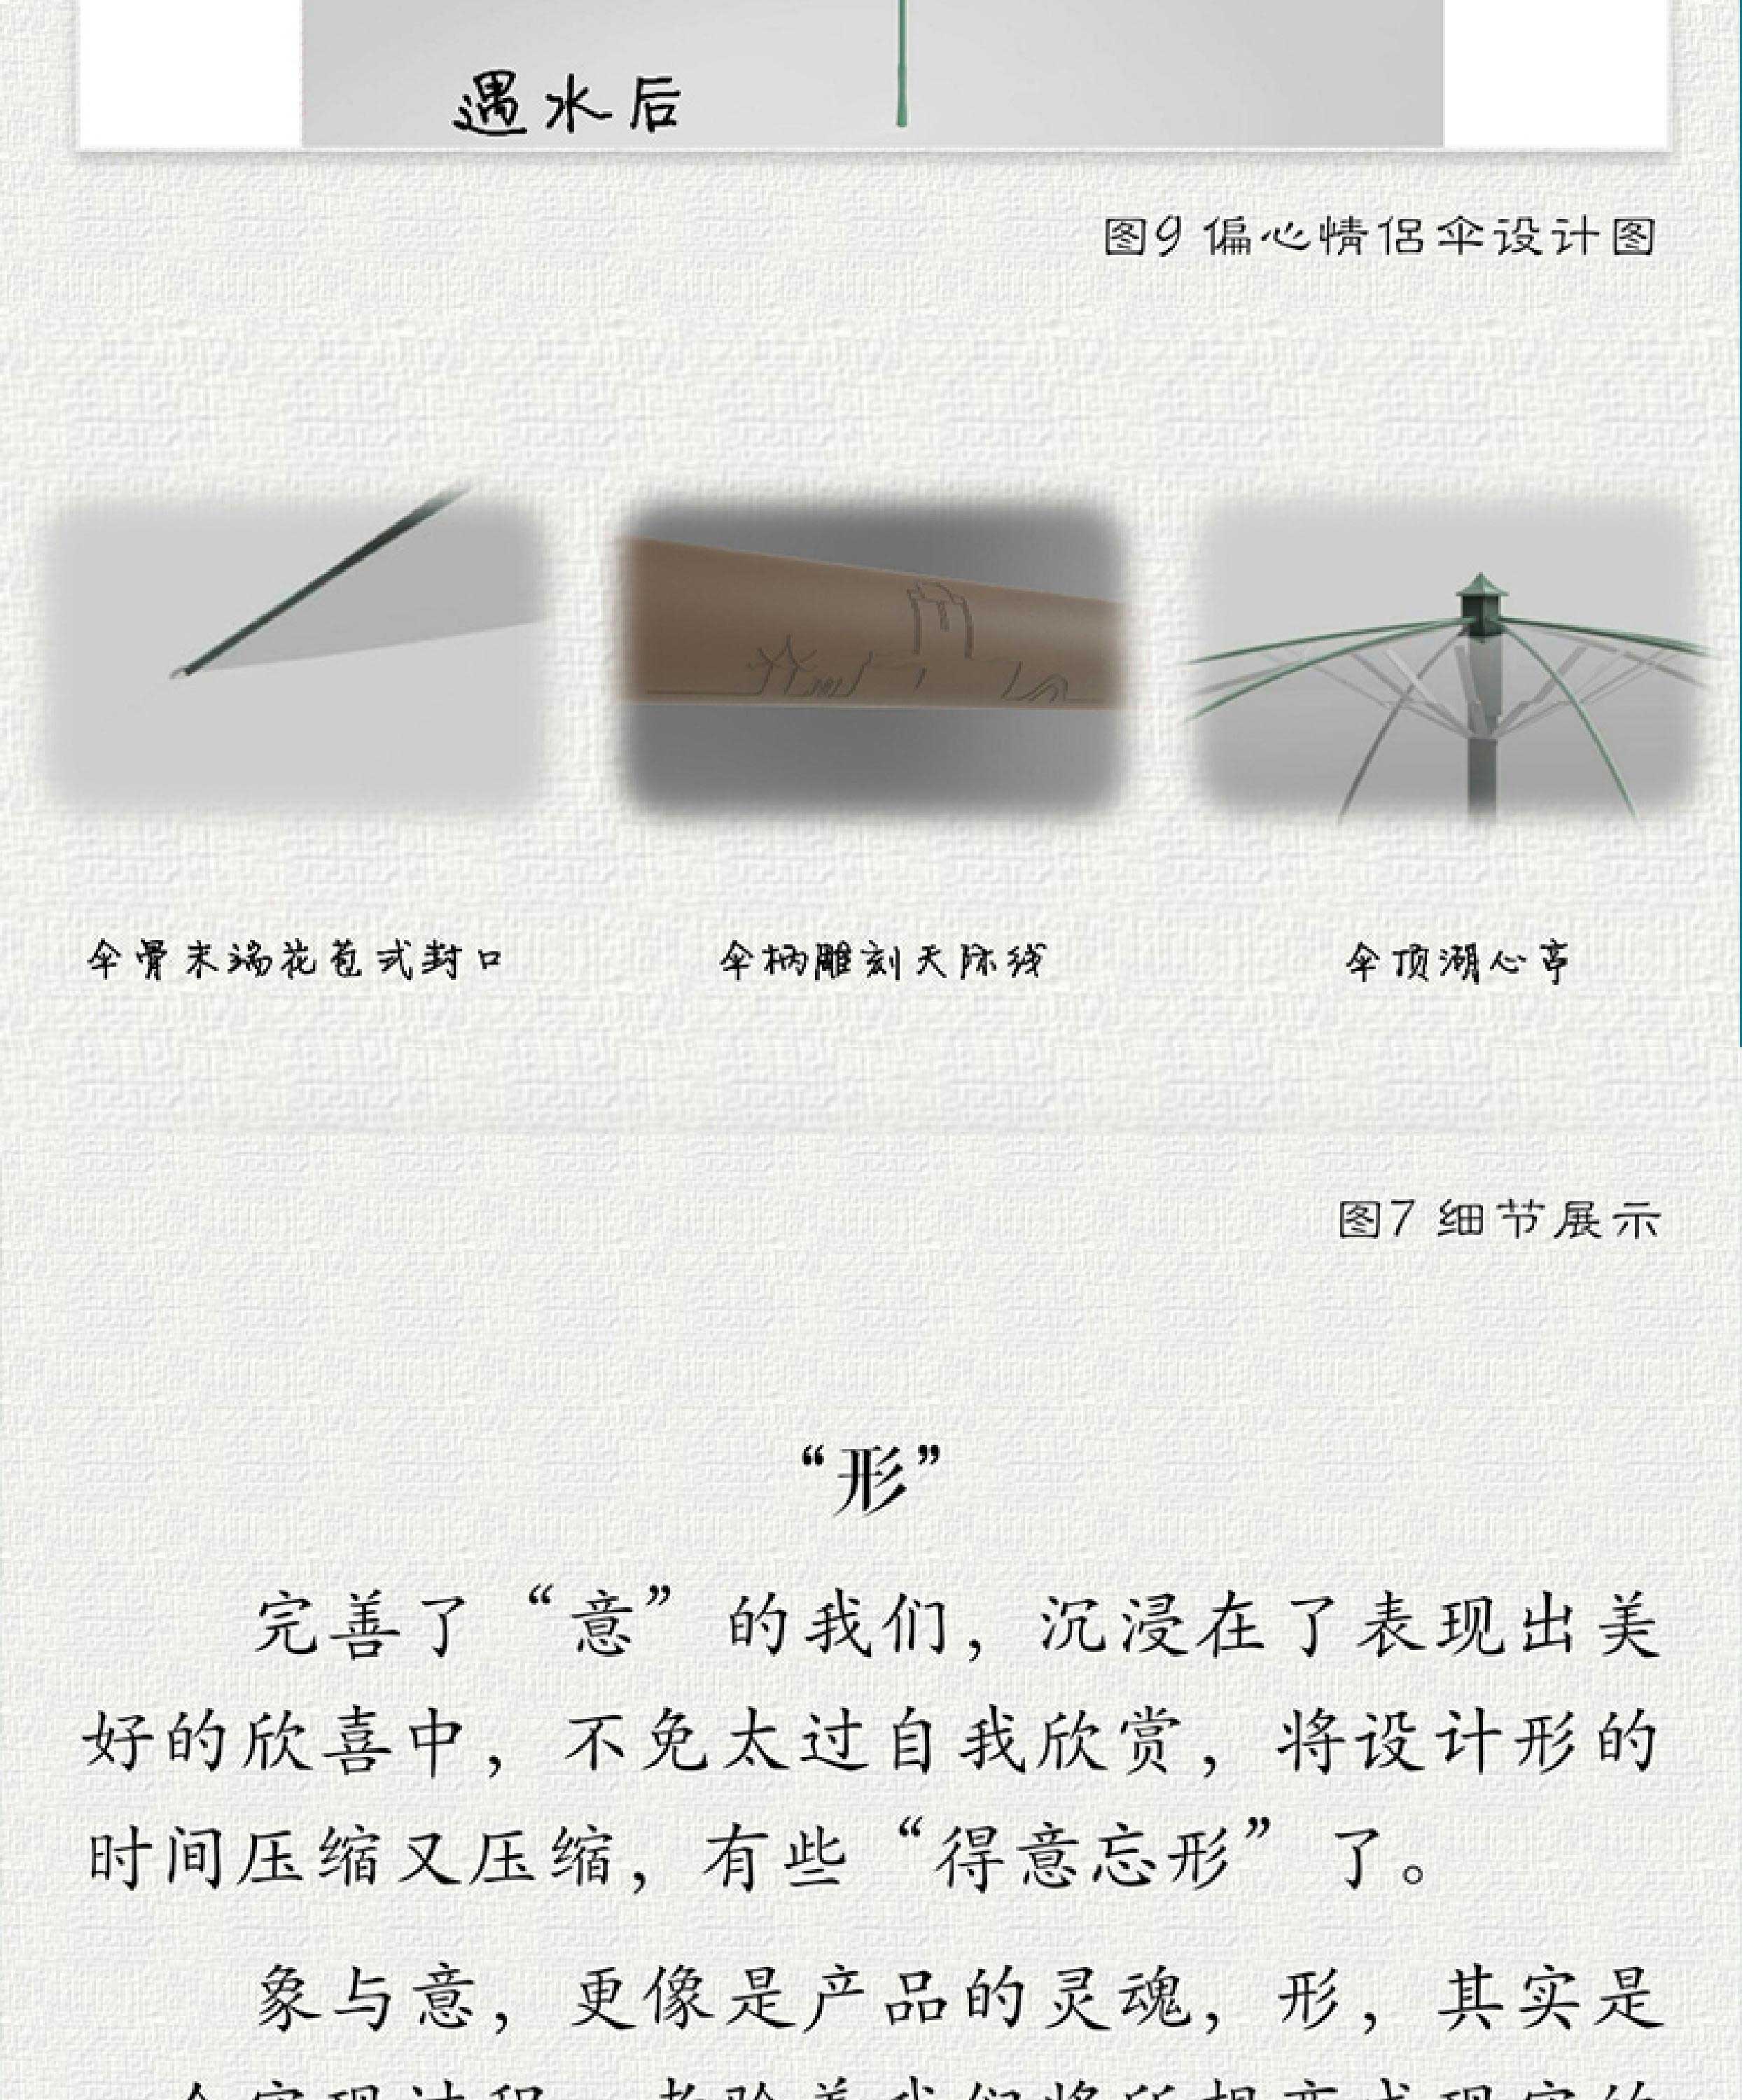 遇水后
图9 偏心情侣伞设计图
伞骨末端花苞式封口
伞柄雕刻天际线
伞顶湖心亭
图7 细节展示
“形”
完善了“意”的我们，沉浸在了表现出美
好的欣喜中，不免太过自我欣赏，将设计形的
时间压缩又压缩，有些“得意忘形”了。
象与意，更像是产品的灵魂，形，其实是